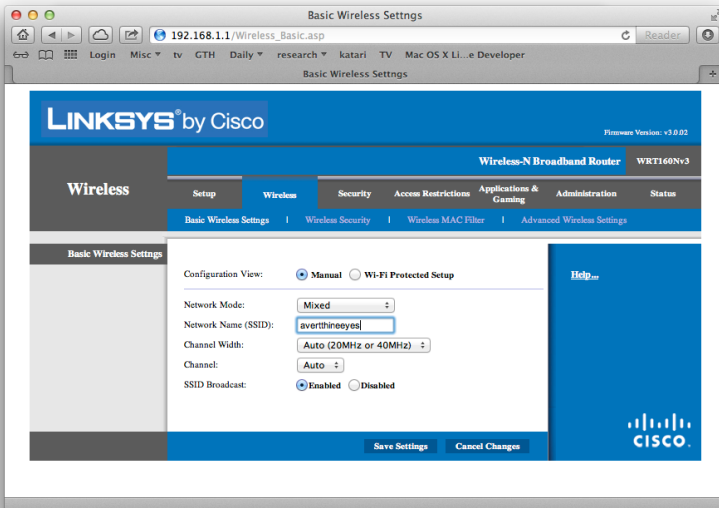 Basic Wireless Settngs
192.168.1.1/Wireless_Basic.asp
Reader
Login Misc tv GTH Daily research katari TV Mac OS X Li...e Developer
Basic Wireless Settngs
LINKSYS® by Cisco
Firmware Version: v3.0.02
Wireless-N Broadband Router WRT160Nv3
Wireless
Setup Wireless Security Access Restrictions Applications & Gaming Administration Status
Basic Wireless Settngs | Wireless Security | Wireless MAC Filter | Advanced Wireless Settings
Basic Wireless Settngs
Configuration View: Manual Wi-Fi Protected Setup
Help...
Network Mode: Mixed
Network Name (SSID): avertthineeyes
Channel Width: Auto (20MHz or 40MHz)
Channel: Auto
SSID Broadcast: Enabled Disabled
Save Settings Cancel Changes
CISCO.